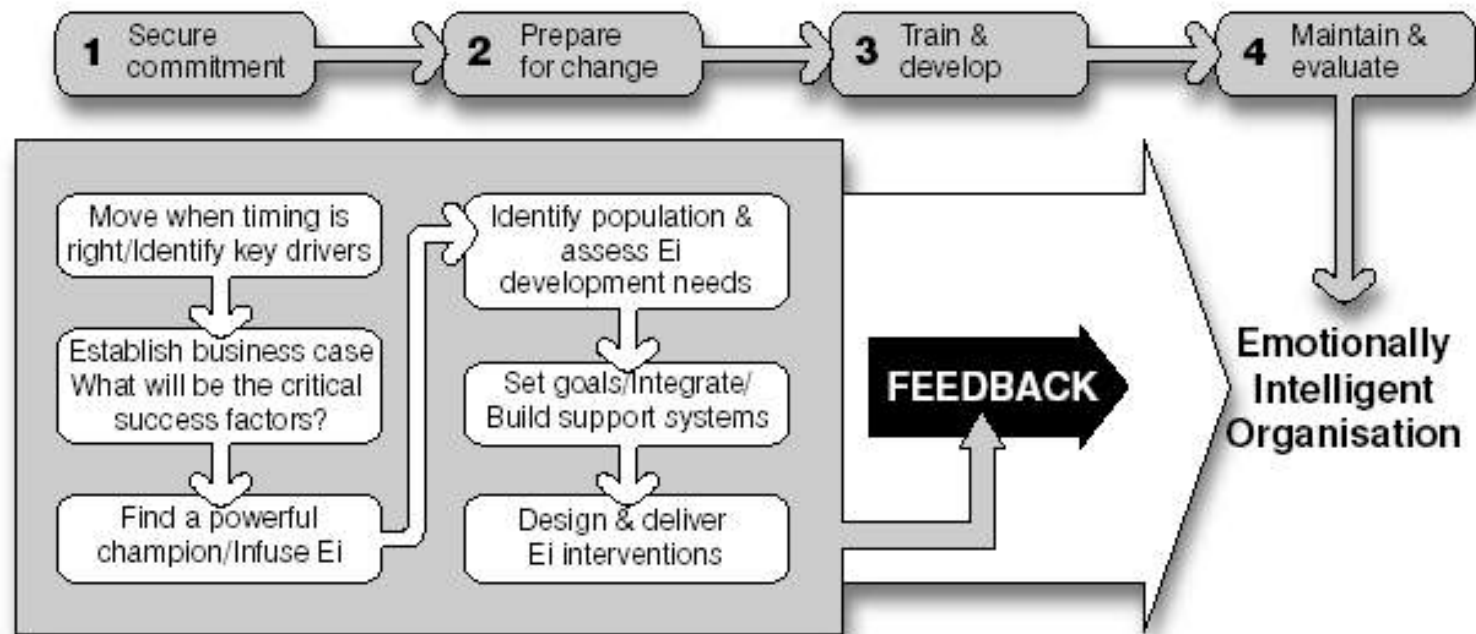 1 Secure
commitment
2 Prepare
for change
3 Train &
develop
4 Maintain &
evaluate
Move when timing is
right/Identify key drivers
Establish business case
What will be the critical
success factors?
Find a powerful
champion/Infuse Ei
Identify population &
assess Ei
development needs
Set goals/Integrate/
Build support systems
Design & deliver
Ei interventions
FEEDBACK
Emotionally
Intelligent
Organisation